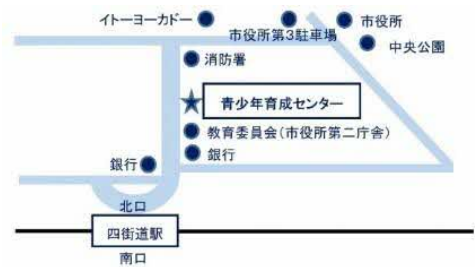 イトーヨーカドー
市役所
市役所第3駐車場
中央公園
消防署
青少年育成センター
教育委員会(市役所第二庁舎)
銀行
銀行
北口
四街道駅
南口